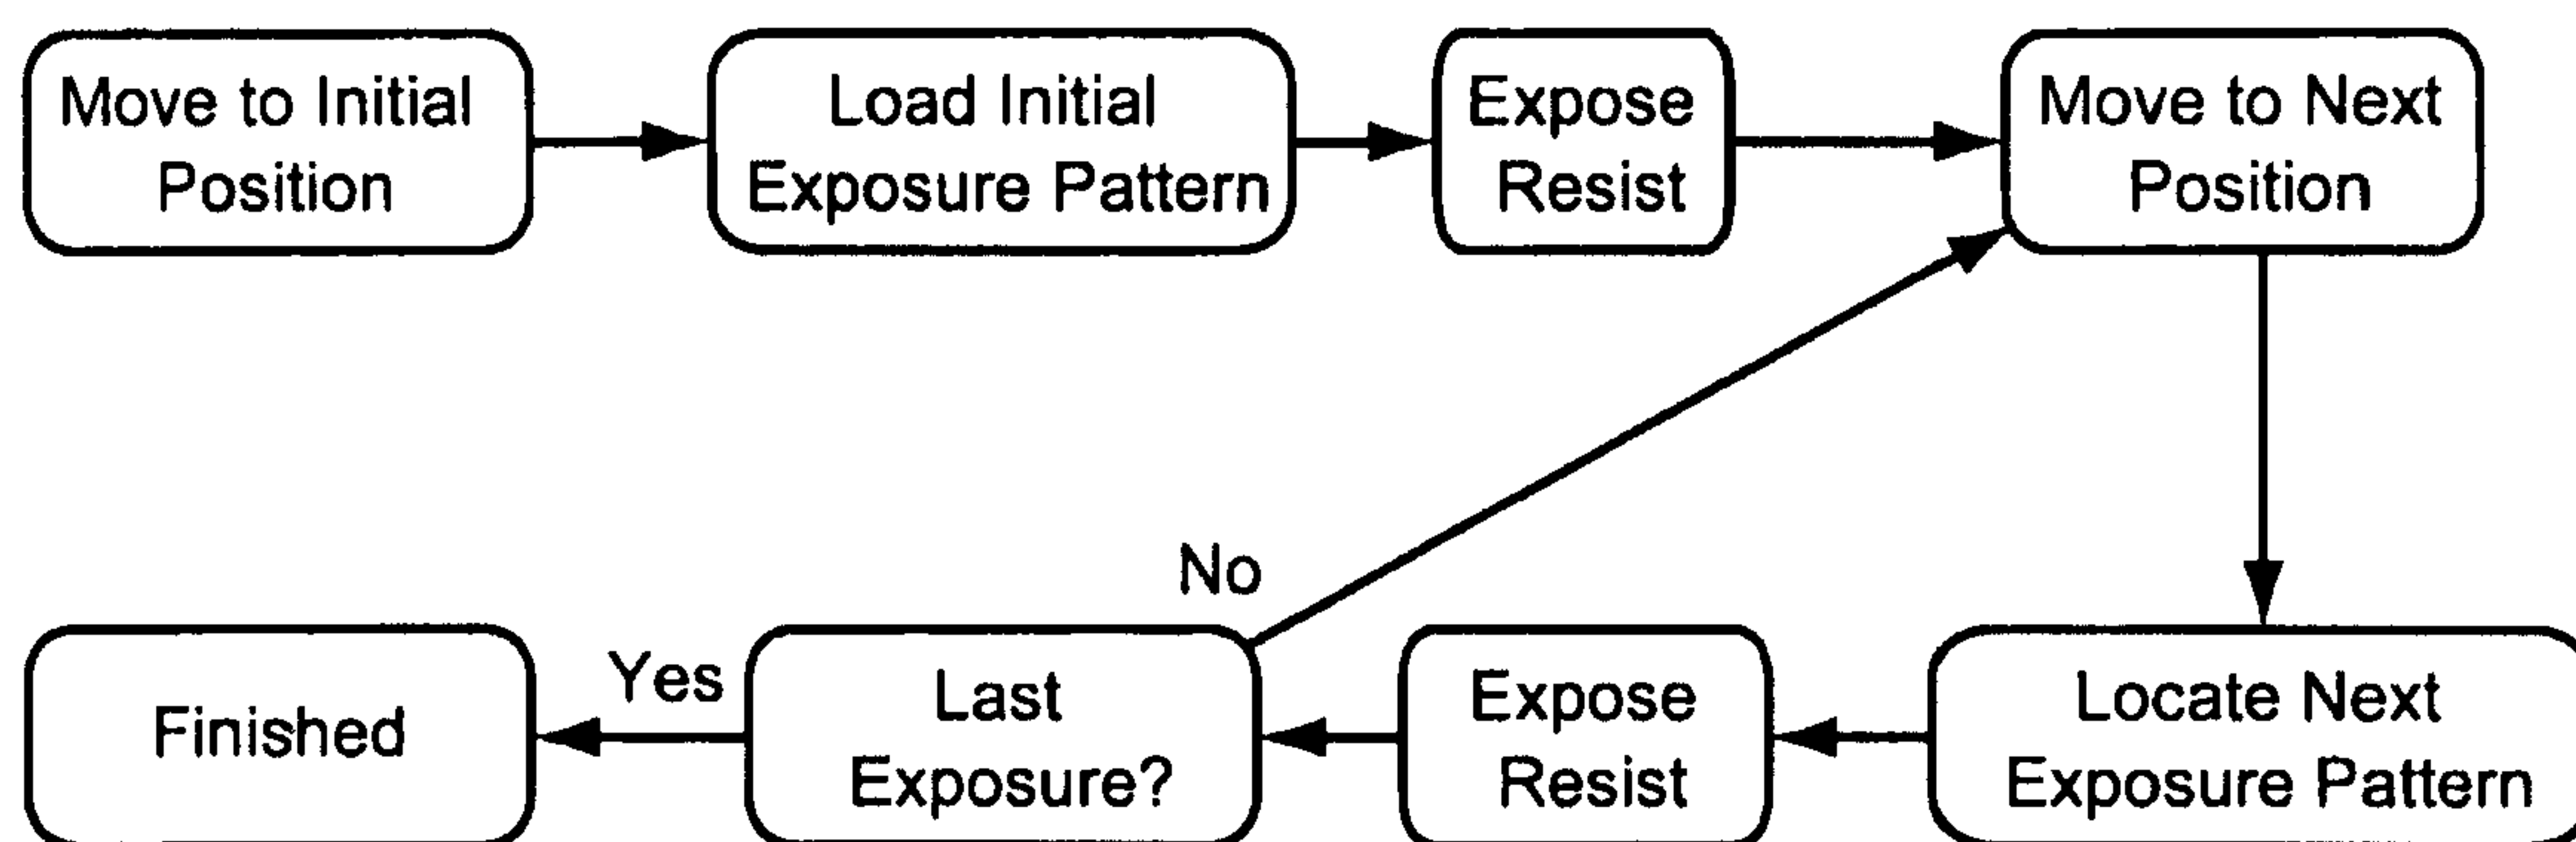 Move to Initial
Position
Load Initial
Exposure Pattern
Expose
Resist
Move to Next
Position
No
Yes
Finished
Last
Exposure?
Expose
Resist
Locate Next
Exposure Pattern